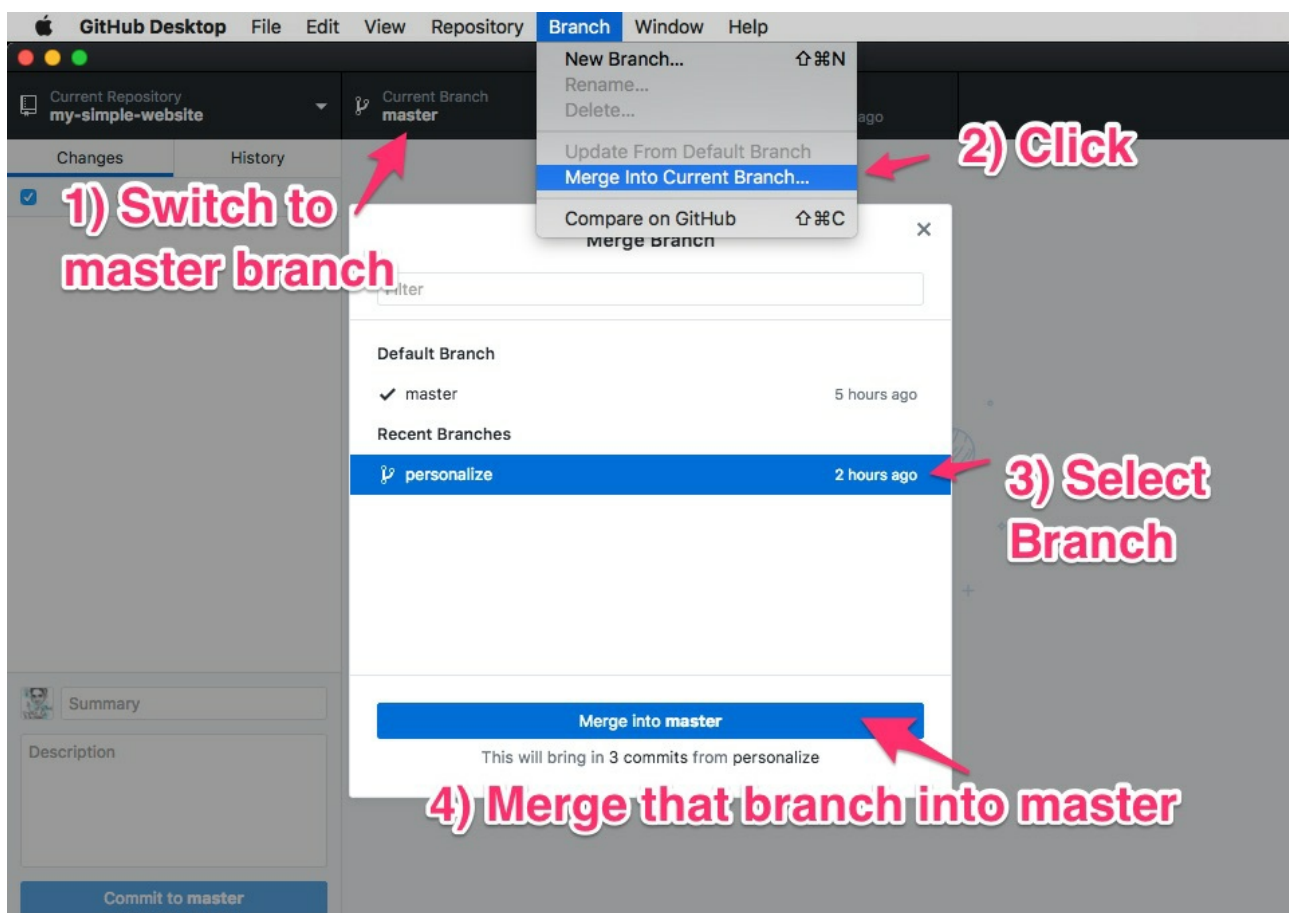 GitHub Desktop File Edit View Repository Branch Window Help
New Branch... ⇧⌘N
Rename...
Delete...
Update From Default Branch
Merge Into Current Branch...
Compare on GitHub ⇧⌘C
Current Repository
my-simple-website
Current Branch
master
ago
2) Click
Changes History
1) Switch to
master branch
Merge Branch
Filter
Default Branch
master 5 hours ago
Recent Branches
personalize 2 hours ago
3) Select
Branch
Merge into master
This will bring in 3 commits from personalize
4) Merge that branch into master
Summary
Description
Commit to master